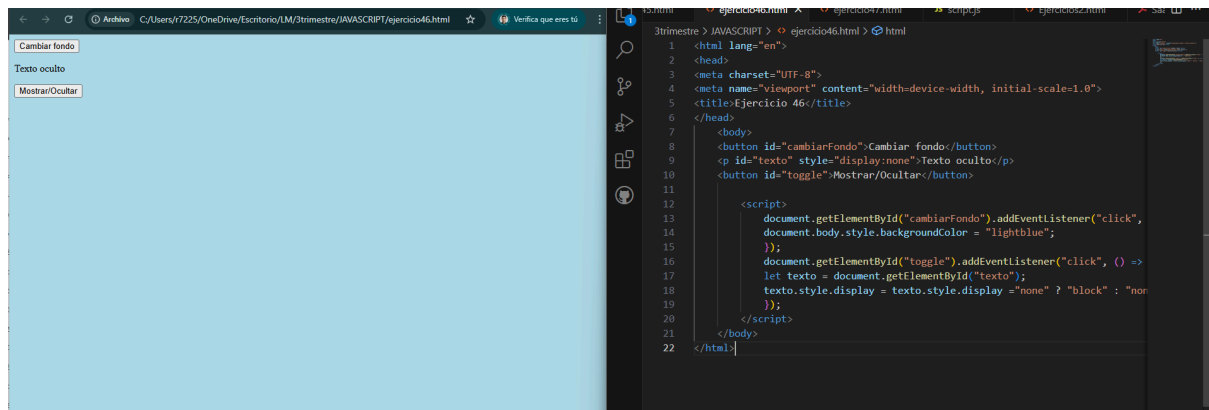 Archivo C:/Users/r7225/OneDrive/Escritorio/LM/3trimestre/JAVASCRIPT/ejercicio46.html Verifica que eres tú
Cambiar fondo
Texto oculto
Mostrar/Ocultar
1
45.html ejercicio46.html ejercicio47.html JS script.js Ejercicios2.html
3trimestre > JAVASCRIPT > ejercicio46.html > html
1 <html lang="en">
2 <head>
3 <meta charset="UTF-8">
4 <meta name="viewport" content="width=device-width, initial-scale=1.0">
5 <title>Ejercicio 46</title>
6 </head>
7 <body>
8 <button id="cambiarFondo">Cambiar fondo</button>
9 <p id="texto" style="display:none">Texto oculto</p>
10 <button id="toggle">Mostrar/Ocultar</button>
11
12 <script>
13 document.getElementById("cambiarFondo").addEventListener("click",
14 document.body.style.backgroundColor = "lightblue";
15 });
16 document.getElementById("toggle").addEventListener("click", () =>
17 let texto = document.getElementById("texto");
18 texto.style.display = texto.style.display ="none" ? "block" : "non
19 });
20 </script>
21 </body>
22 </html>